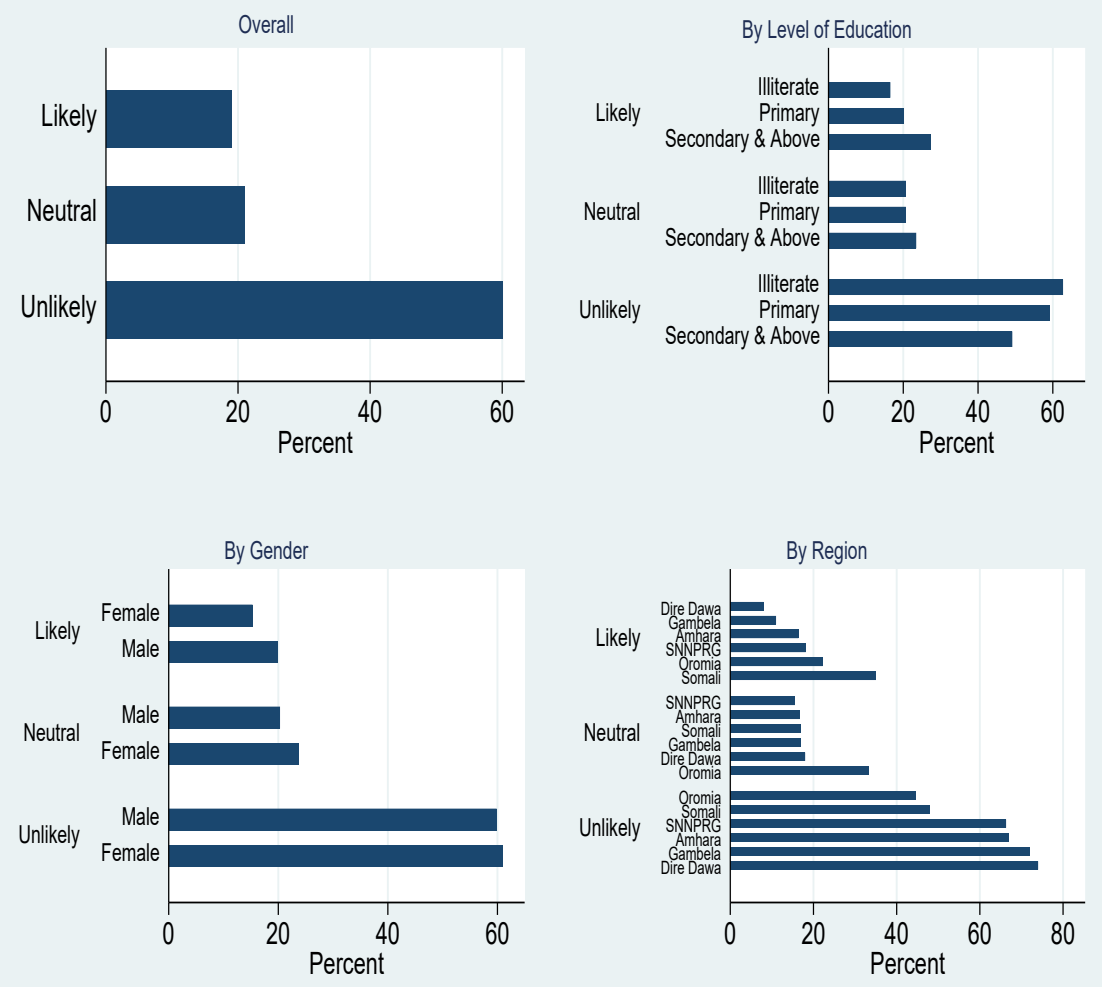 Overall
Likely
Neutral
Unlikely
0 20 40 60
Percent
By Level of Education
Likely
Illiterate
Primary
Secondary & Above
Neutral
Illiterate
Primary
Secondary & Above
Unlikely
Illiterate
Primary
Secondary & Above
0 20 40 60
Percent
By Gender
Likely
Female
Male
Neutral
Male
Female
Unlikely
Male
Female
0 20 40 60
Percent
By Region
Likely
Dire Dawa
Gambela
Amhara
SNNPRG
Oromia
Somali
Neutral
SNNPRG
Amhara
Somali
Gambela
Dire Dawa
Oromia
Unlikely
Oromia
Somali
SNNPRG
Amhara
Gambela
Dire Dawa
0 20 40 60 80
Percent